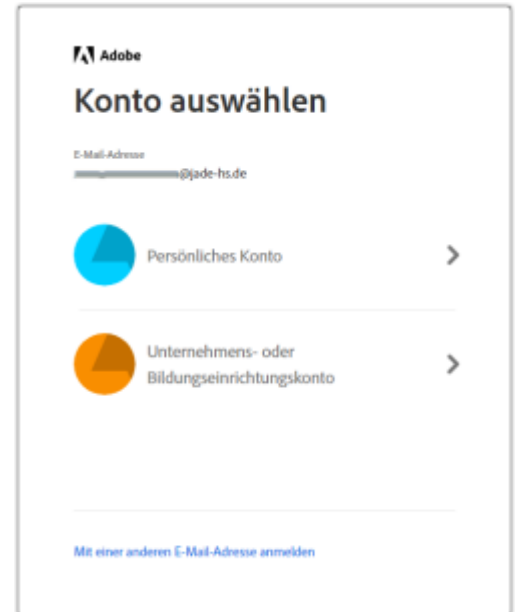 Adobe
Konto auswählen
E-Mail-Adresse
@jade-hs.de
Persönliches Konto
Unternehmens- oder
Bildungseinrichtungskonto
Mit einer anderen E-Mail-Adresse anmelden